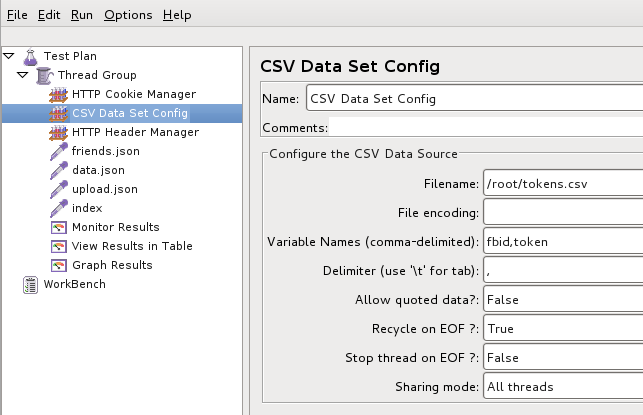 File Edit Run Options Help
Test Plan
Thread Group
HTTP Cookie Manager
CSV Data Set Config
HTTP Header Manager
friends.json
data.json
upload.json
index
Monitor Results
View Results in Table
Graph Results
WorkBench
CSV Data Set Config
Name: CSV Data Set Config
Comments:
Configure the CSV Data Source
Filename: /root/tokens.csv
File encoding:
Variable Names (comma-delimited): fbid,token
Delimiter (use '\t' for tab): ,
Allow quoted data?: False
Recycle on EOF ?: True
Stop thread on EOF ?: False
Sharing mode: All threads